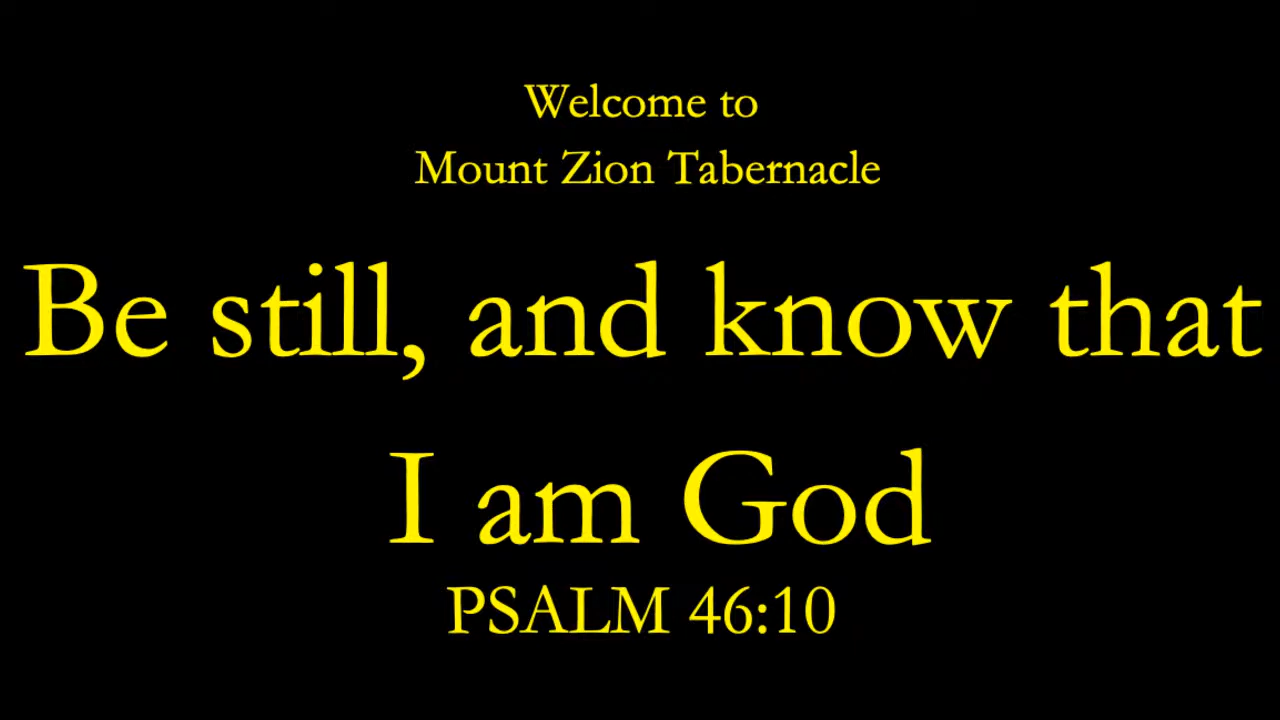 Welcome to
Mount Zion Tabernacle
Be still, and know that
I am God
PSALM 46:10